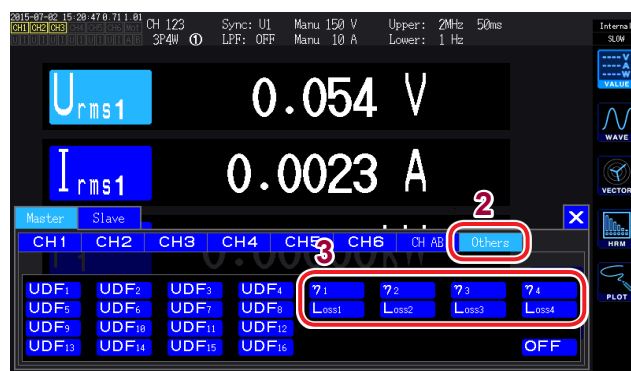 2015-07-02 15:20:47 0.71 1.01
CH1 CH2 CH3 CH4 CH5 CH6 Mot
CH 123 Sync: U1 Manu 150 V Upper: 2MHz 50ms
3P4W ① LPF: OFF Manu 10 A Lower: 1 Hz
Internal
SLOW
Urms1 0.054 V
Irms1 0.0023 A
VALUE
WAVE
VECTOR
HRM
PLOT
2
Master Slave ×
CH1 CH2 CH3 CH4 CH5 CH6 CH AB Others
3
UDF1 UDF2 UDF3 UDF4 η1 η2 η3 η4
UDF5 UDF6 UDF7 UDF8 Loss1 Loss2 Loss3 Loss4
UDF9 UDF10 UDF11 UDF12
UDF13 UDF14 UDF15 UDF16 OFF